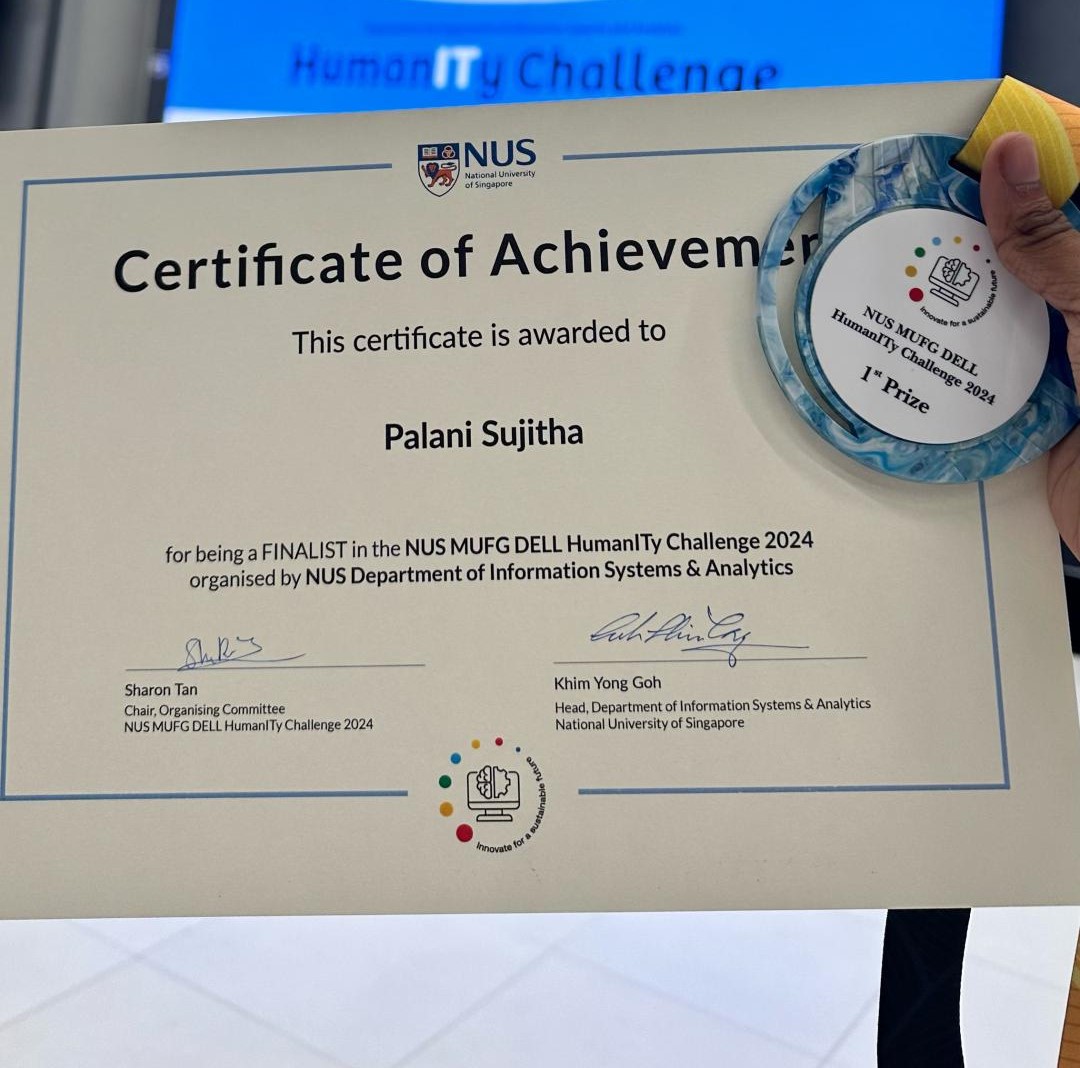 HumanITy Challenge
NUS
National University
of Singapore
Certificate of Achievemen
This certificate is awarded to
Palani Sujitha
for being a FINALIST in the NUS MUFG DELL HumanITy Challenge 2024
organised by NUS Department of Information Systems & Analytics
Sharon Tan
Chair, Organising Committee
NUS MUFG DELL HumanITy Challenge 2024
Khim Yong Goh
Head, Department of Information Systems & Analytics
National University of Singapore
Innovate for a sustainable future
Innovate for a sustainable future
NUS MUFG DELL
HumanITy Challenge 2024
1st Prize